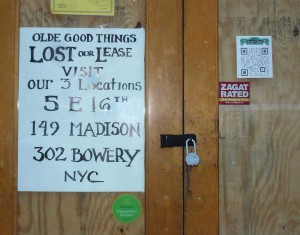 OLDE GOOD THINGS
LOST OUR LEASE
VISIT
OUR 3 Locations
5 E 16TH
149 MADISON
302 BOWERY
NYC
ZAGAT
RATED